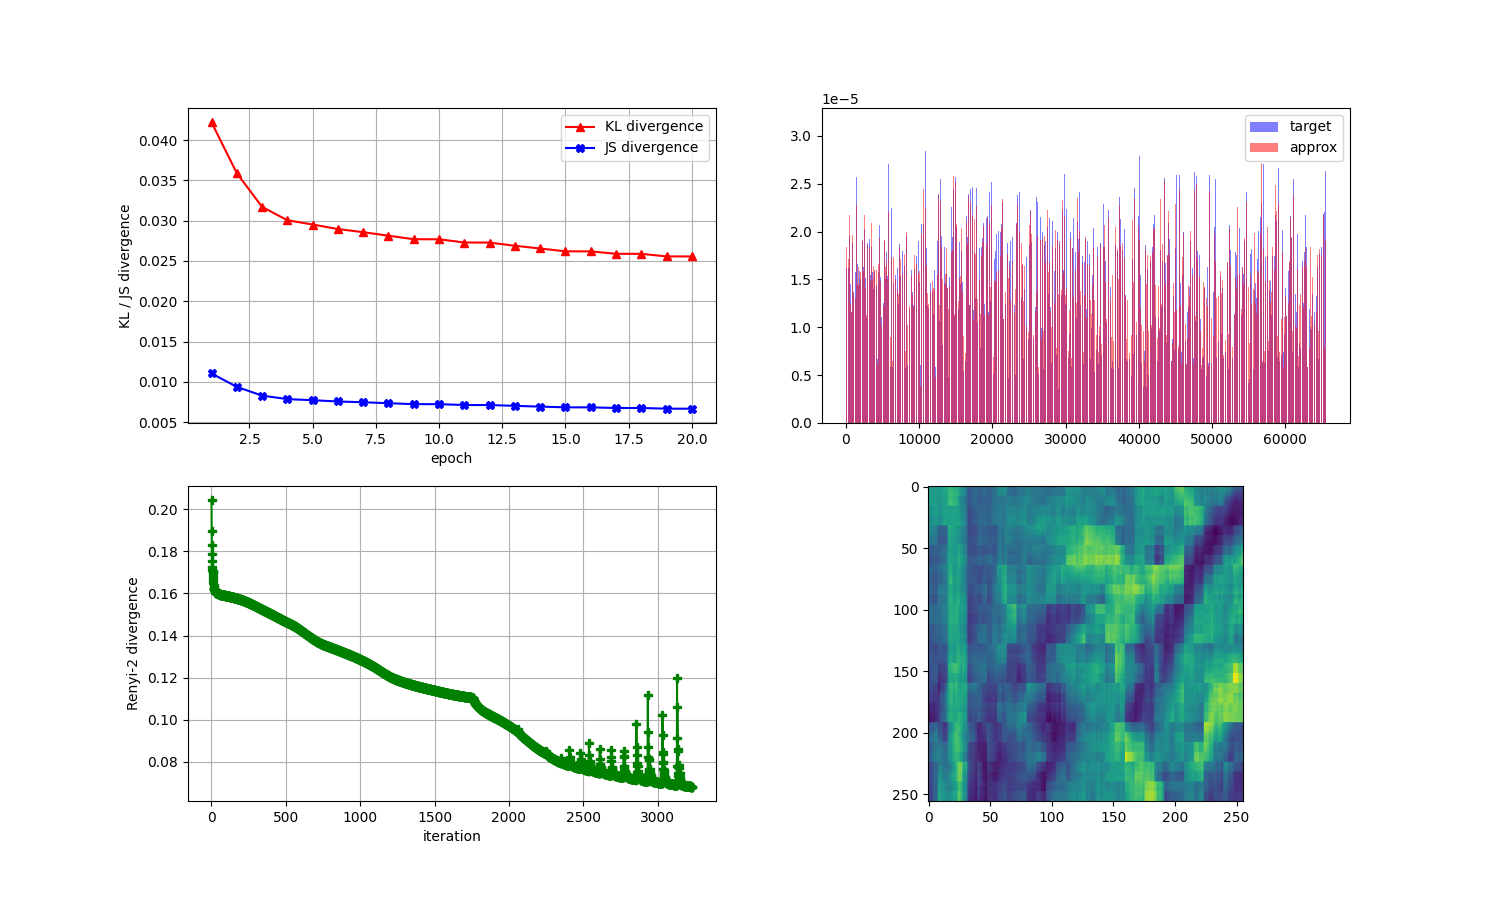 0.040
0.035
0.030
0.025
0.020
0.015
0.010
0.005
KL / JS divergence
KL divergence
JS divergence
2.5 5.0 7.5 10.0 12.5 15.0 17.5 20.0
epoch
1e−5
3.0
2.5
2.0
1.5
1.0
0.5
0.0
target
approx
0 10000 20000 30000 40000 50000 60000
0.20
0.18
0.16
0.14
0.12
0.10
0.08
Renyi-2 divergence
0 500 1000 1500 2000 2500 3000
iteration
0
50
100
150
200
250
0 50 100 150 200 250